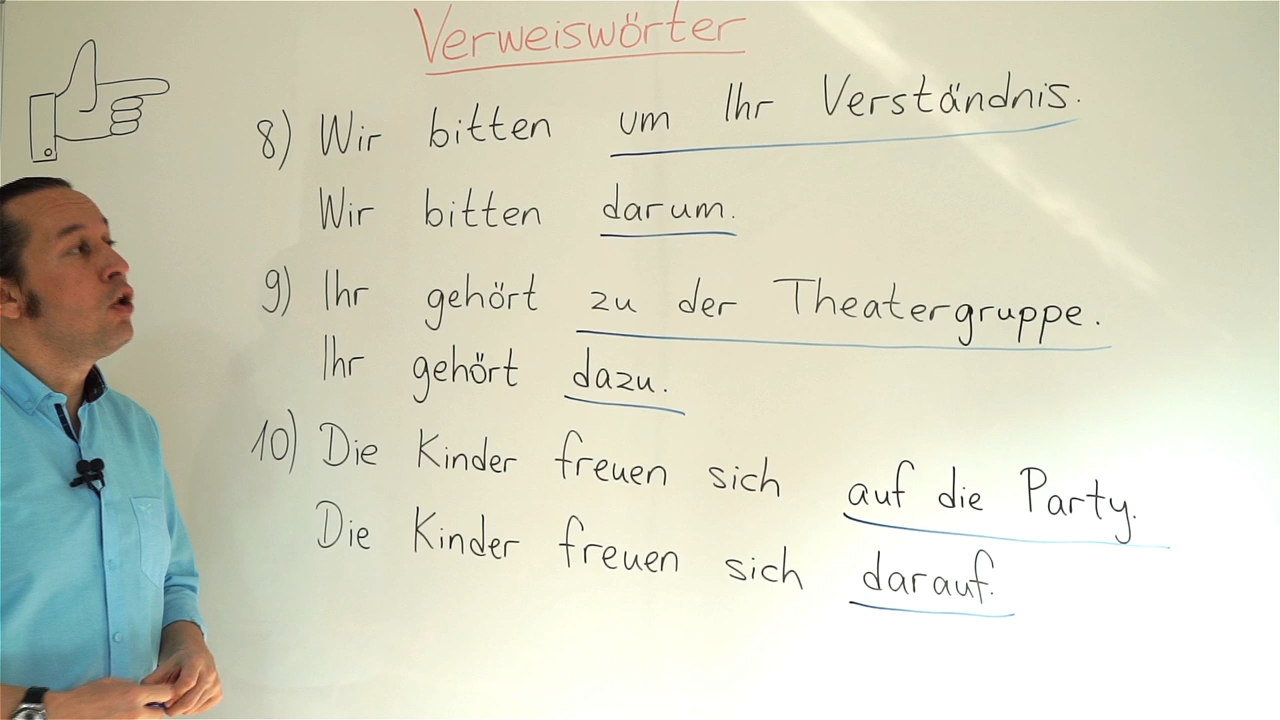 Verweiswörter
8) Wir bitten um Ihr Verständnis.
Wir bitten darum.
9) Ihr gehört zu der Theatergruppe.
Ihr gehört dazu.
10) Die Kinder freuen sich auf die Party.
Die Kinder freuen sich darauf.